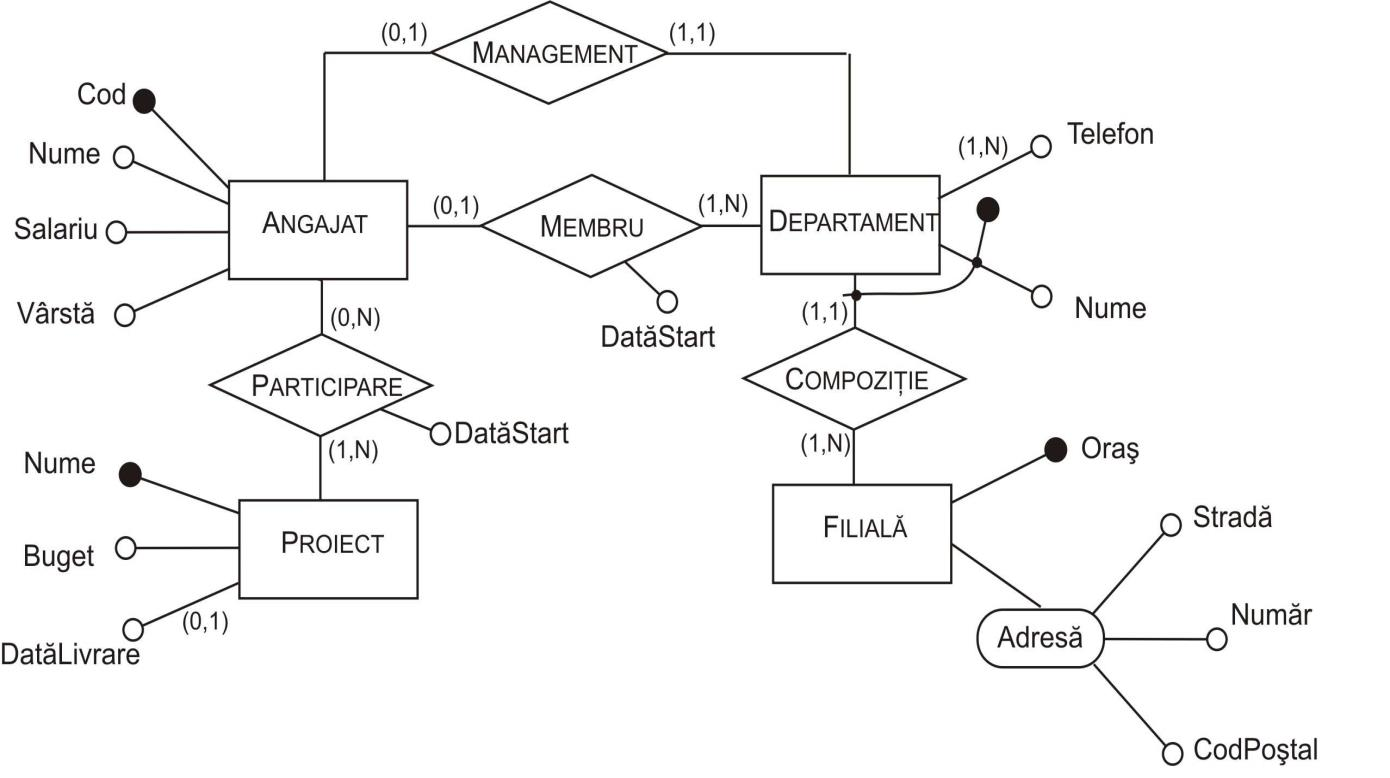 (0,1)
MANAGEMENT
(1,1)
Cod
Nume
Salariu
Vârstă
ANGAJAT
(0,1)
MEMBRU
(1,N)
DEPARTAMENT
(1,N)
Telefon
Nume
DatăStart
(0,N)
(1,1)
PARTICIPARE
COMPOZIȚIE
DatăStart
(1,N)
(1,N)
Nume
Buget
DatăLivrare
(0,1)
PROIECT
FILIALĂ
Oraş
Adresă
Stradă
Număr
CodPoştal